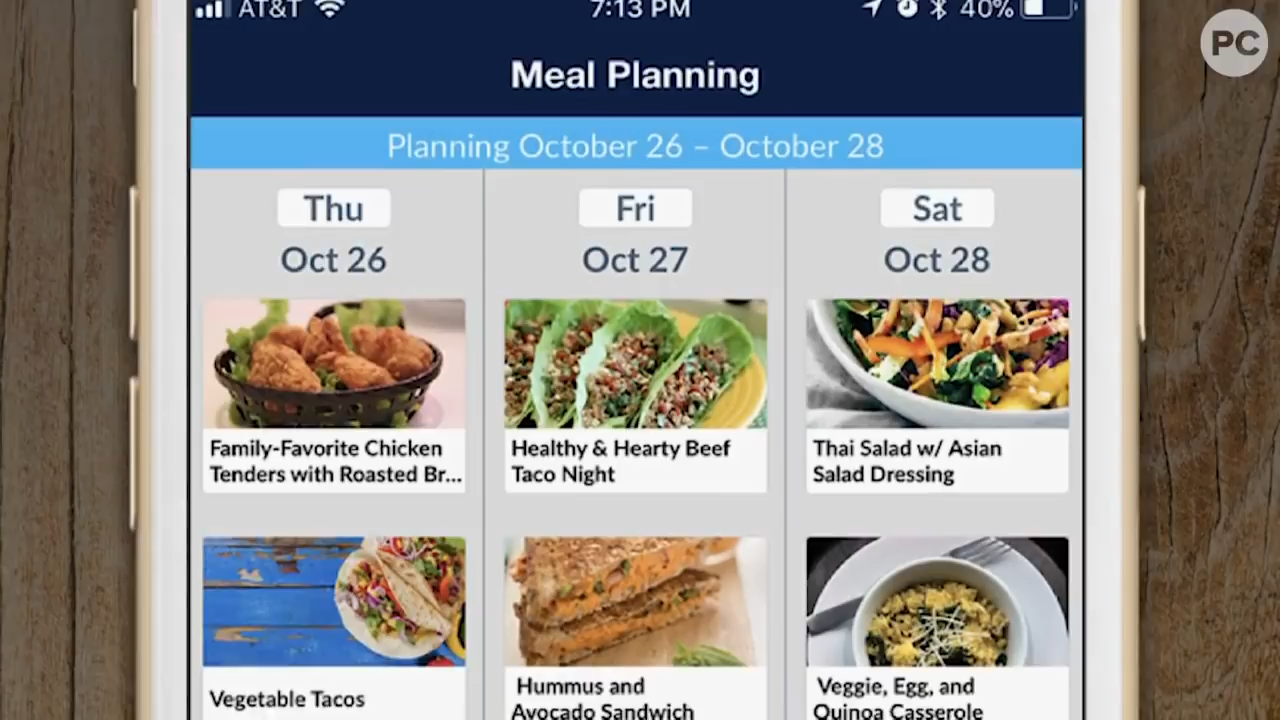 AT&T 7:13 PM 40%
PC
Meal Planning
Planning October 26 – October 28
Thu Fri Sat
Oct 26 Oct 27 Oct 28
Family-Favorite Chicken
Tenders with Roasted Br...
Healthy & Hearty Beef
Taco Night
Thai Salad w/ Asian
Salad Dressing
Vegetable Tacos
Hummus and
Avocado Sandwich
Veggie, Egg, and
Quinoa Casserole